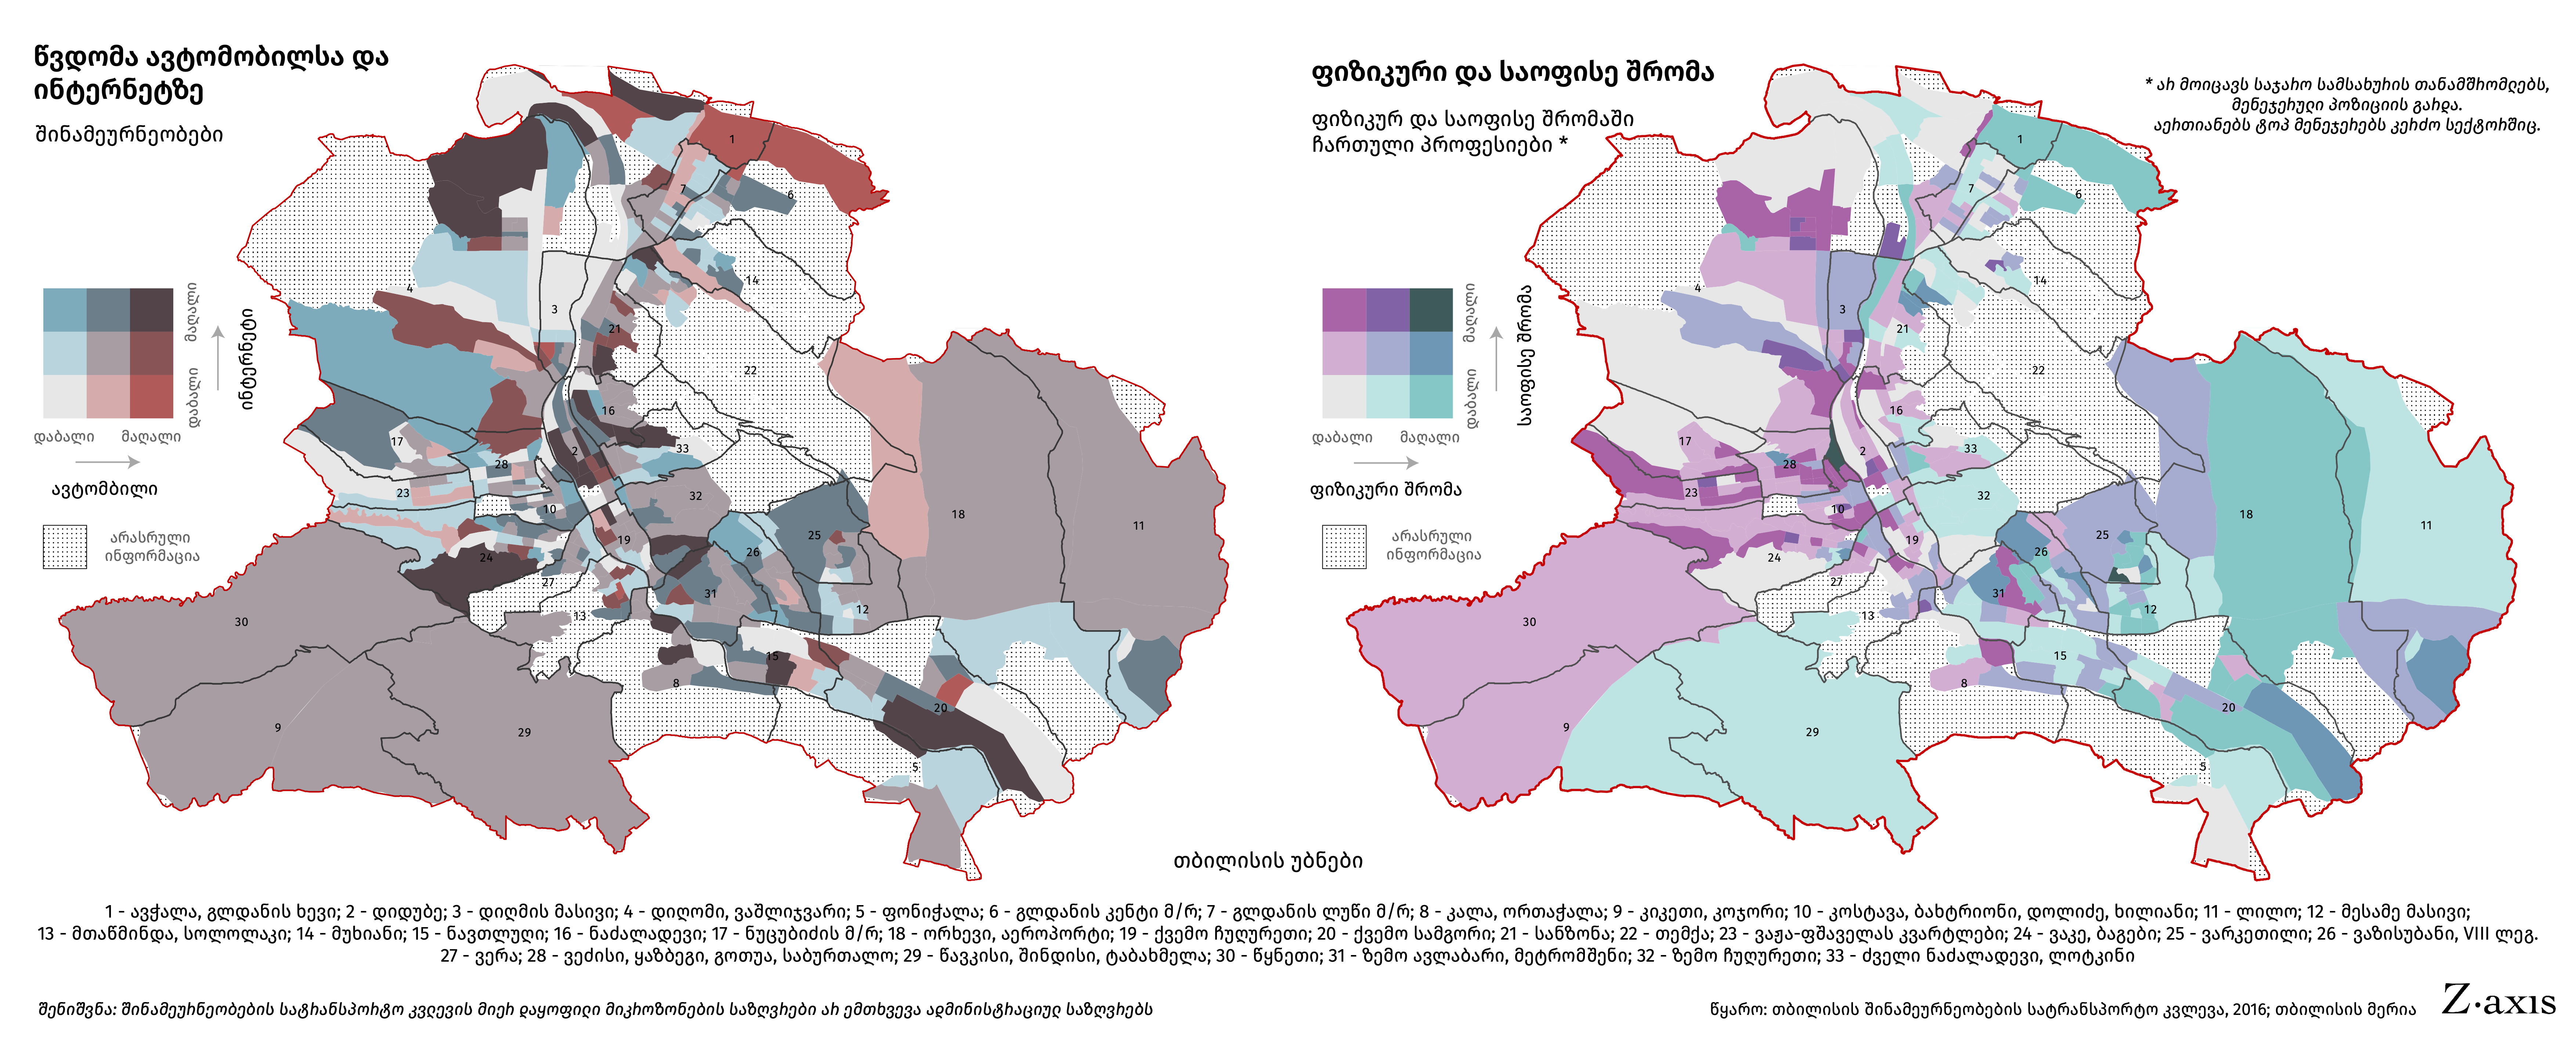 წვდომა ავტომობილსა და
ინტერნეტზე
შინამეურნეობები
მაღალი
დაბალი
ინტერნეტი
დაბალი
მაღალი
ავტომბილი
არასრული
ინფორმაცია
1
7
6
14
4
3
21
22
16
17
2
33
28
23
32
10
18
11
25
19
26
24
27
31
12
13
30
15
8
20
9
29
5
ფიზიკური და საოფისე შრომა
ფიზიკურ და საოფისე შრომაში
ჩართული პროფესიები *
* არ მოიცავს საჯარო სამსახურის თანამშრომლებს,
მენეჯერული პოზიციის გარდა.
აერთიანებს ტოპ მენეჯერებს კერძო სექტორშიც.
მაღალი
დაბალი
საოფისე შრომა
დაბალი
მაღალი
ფიზიკური შრომა
არასრული
ინფორმაცია
1
7
6
14
4
3
21
22
16
17
2
33
28
23
32
10
18
11
25
19
26
24
27
31
12
13
30
15
8
20
9
29
5
თბილისის უბნები
1 - ავჭალა, გლდანის ხევი; 2 - დიდუბე; 3 - დიღმის მასივი; 4 - დიღომი, ვაშლიჯვარი; 5 - ფონიჭალა; 6 - გლდანის კენტი მ/რ; 7 - გლდანის ლუწი მ/რ; 8 - კალა, ორთაჭალა; 9 - კიკეთი, კოჯორი; 10 - კოსტავა, ბახტრიონი, დოლიძე, ხილიანი; 11 - ლილო; 12 - მესამე მასივი;
13 - მთაწმინდა, სოლოლაკი; 14 - მუხიანი; 15 - ნავთლუღი; 16 - ნაძალადევი; 17 - ნუცუბიძის მ/რ; 18 - ორხევი, აეროპორტი; 19 - ქვემო ჩუღურეთი; 20 - ქვემო სამგორი; 21 - სანზონა; 22 - თემქა; 23 - ვაჟა-ფშაველას კვარტლები; 24 - ვაკე, ბაგები; 25 - ვარკეთილი; 26 - ვაზისუბანი, VIII ლეგ.
27 - ვერა; 28 - ვეძისი, ყაზბეგი, გოთუა, საბურთალო; 29 - წავკისი, შინდისი, ტაბახმელა; 30 - წყნეთი; 31 - ზემო ავლაბარი, მეტრომშენი; 32 - ზემო ჩუღურეთი; 33 - ძველი ნაძალადევი, ლოტკინი
შენიშვნა: შინამეურნეობების სატრანსპორტო კვლევის მიერ დაყოფილი მიკროზონების საზღვრები არ ემთხვევა ადმინისტრაციულ საზღვრებს
წყარო: თბილისის შინამეურნეობების სატრანსპორტო კვლევა, 2016; თბილისის მერია
Z·axis